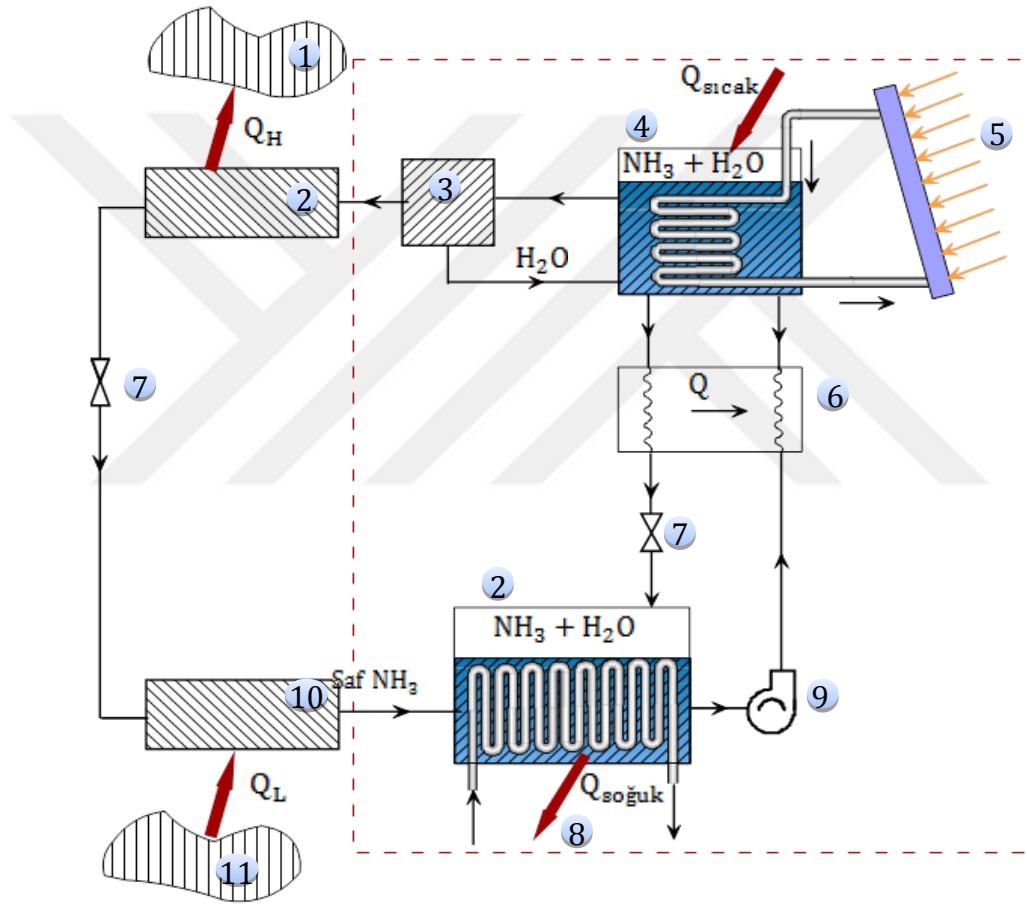 1
Q_H
Q_sıcak
4
NH₃ + H₂O
5
2
3
H₂O
7
Q
6
7
2
NH₃ + H₂O
10
Saf NH₃
9
Q_L
Q_soğuk
8
11